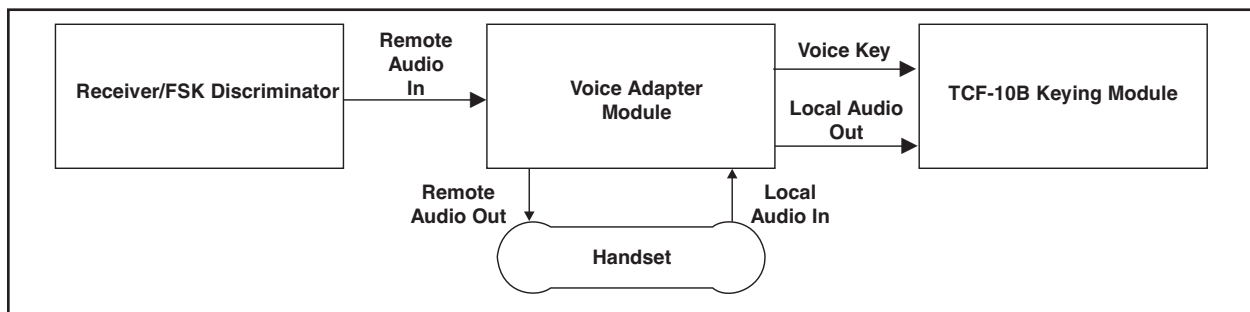 Receiver/FSK Discriminator
Remote
Audio
In
Voice Adapter
Module
Voice Key
Local Audio
Out
TCF-10B Keying Module
Remote
Audio Out
Local
Audio In
Handset